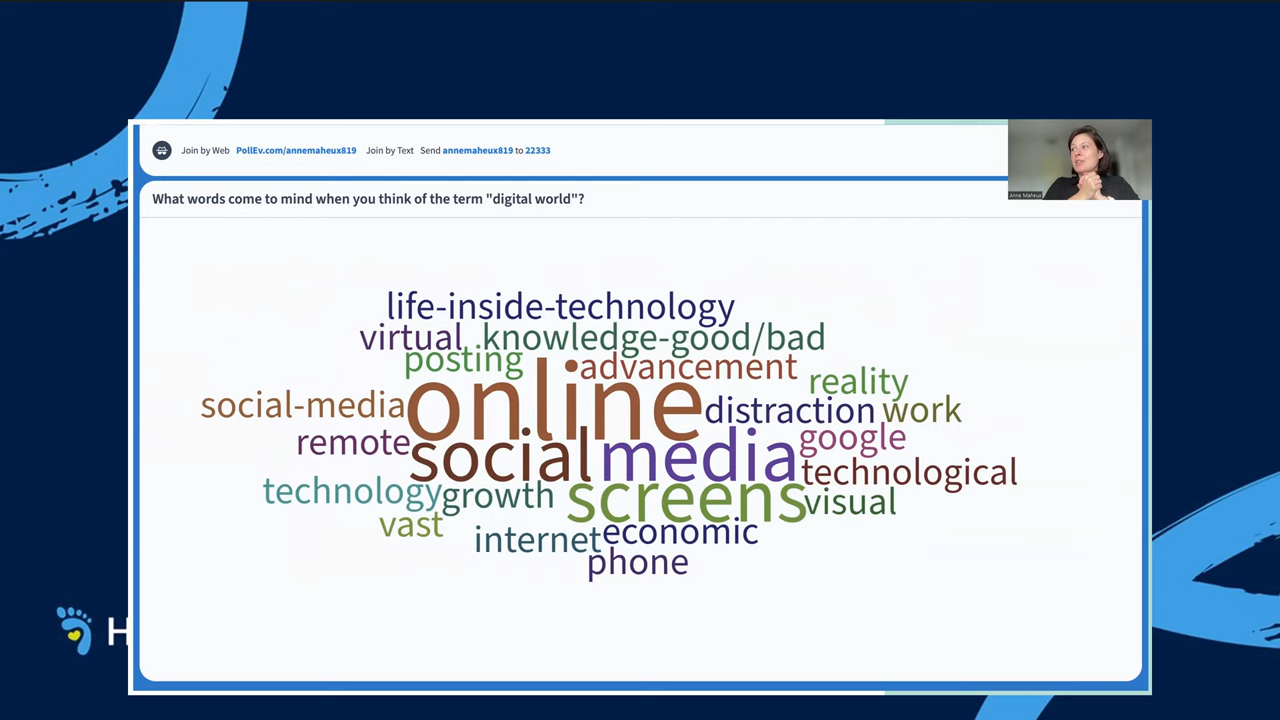 Join by Web PollEv.com/annemaheux819 Join by Text Send annemaheux819 to 22333
Anne Maheux
What words come to mind when you think of the term "digital world"?
life-inside-technology
virtual knowledge-good/bad
posting advancement
reality
social-media online distraction work
remote social media google
technological
technology growth screens visual
vast internet economic
phone
H